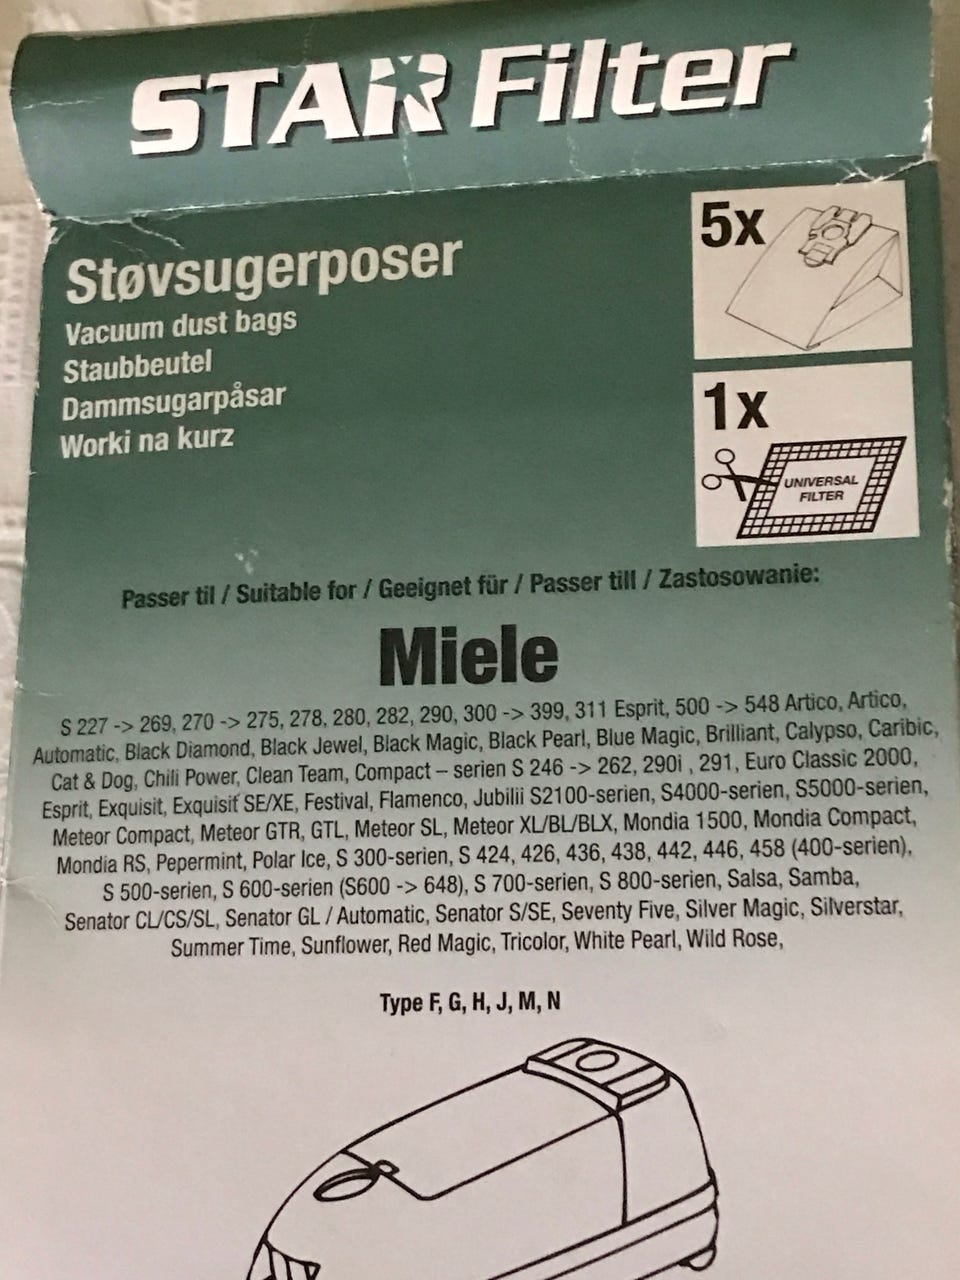 STAR Filter
Støvsugerposer
Vacuum dust bags
Staubbeutel
Dammsugarpåsar
Worki na kurz
5x
1x
UNIVERSAL
FILTER
Passer til / Suitable for / Geeignet für / Passer till / Zastosowanie:
Miele
S 227 -> 269, 270 -> 275, 278, 280, 282, 290, 300 -> 399, 311 Esprit, 500 -> 548 Artico, Artico,
Automatic, Black Diamond, Black Jewel, Black Magic, Black Pearl, Blue Magic, Brilliant, Calypso, Caribic,
Cat & Dog, Chili Power, Clean Team, Compact – serien S 246 -> 262, 290i , 291, Euro Classic 2000,
Esprit, Exquisit, Exquisit SE/XE, Festival, Flamenco, Jubilii S2100-serien, S4000-serien, S5000-serien,
Meteor Compact, Meteor GTR, GTL, Meteor SL, Meteor XL/BL/BLX, Mondia 1500, Mondia Compact,
Mondia RS, Pepermint, Polar Ice, S 300-serien, S 424, 426, 436, 438, 442, 446, 458 (400-serien),
S 500-serien, S 600-serien (S600 -> 648), S 700-serien, S 800-serien, Salsa, Samba,
Senator CL/CS/SL, Senator GL / Automatic, Senator S/SE, Seventy Five, Silver Magic, Silverstar,
Summer Time, Sunflower, Red Magic, Tricolor, White Pearl, Wild Rose,
Type F, G, H, J, M, N